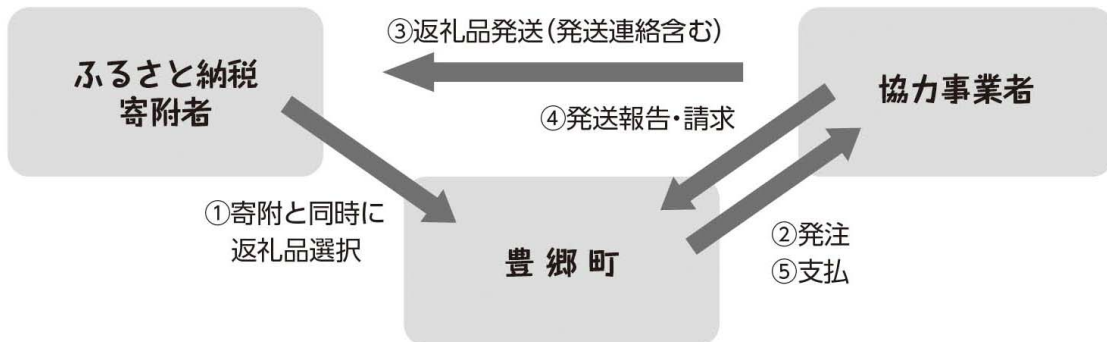 ③返礼品発送(発送連絡含む)
ふるさと納税
寄附者
協力事業者
④発送報告・請求
①寄附と同時に
返礼品選択
豊郷町
②発注
⑤支払